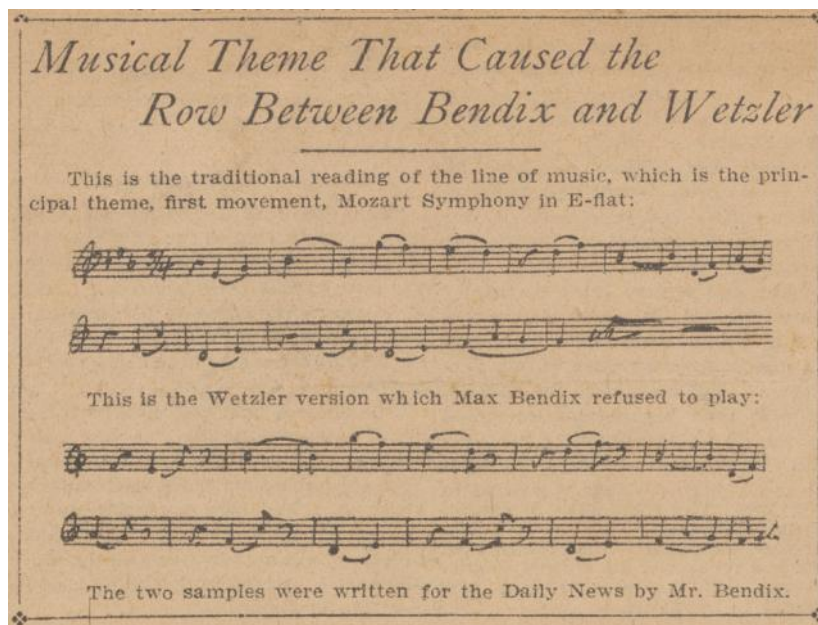 Musical Theme That Caused the
Row Between Bendix and Wetzler
This is the traditional reading of the line of music, which is the prin-
cipal theme, first movement, Mozart Symphony in E-flat:
This is the Wetzler version which Max Bendix refused to play:
The two samples were written for the Daily News by Mr. Bendix.